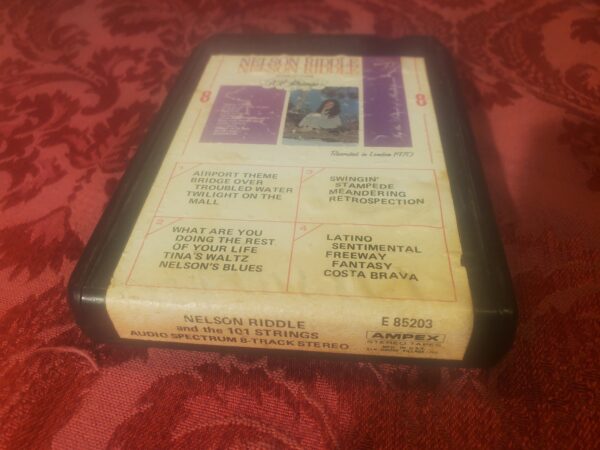 NELSON RIDDLE
NELSON RIDDLE
8
8
Recorded in London 1970
1
AIRPORT THEME
BRIDGE OVER
TROUBLED WATER
TWILIGHT ON THE
MALL
2
SWINGIN'
STAMPEDE
MEANDERING
RETROSPECTION
3
WHAT ARE YOU
DOING THE REST
OF YOUR LIFE
TINA'S WALTZ
NELSON'S BLUES
4
LATINO
SENTIMENTAL
FREEWAY
FANTASY
COSTA BRAVA
NELSON RIDDLE
and the 101 STRINGS
AUDIO SPECTRUM 8-TRACK STEREO
E 85203
AMPEX
STEREO TAPES